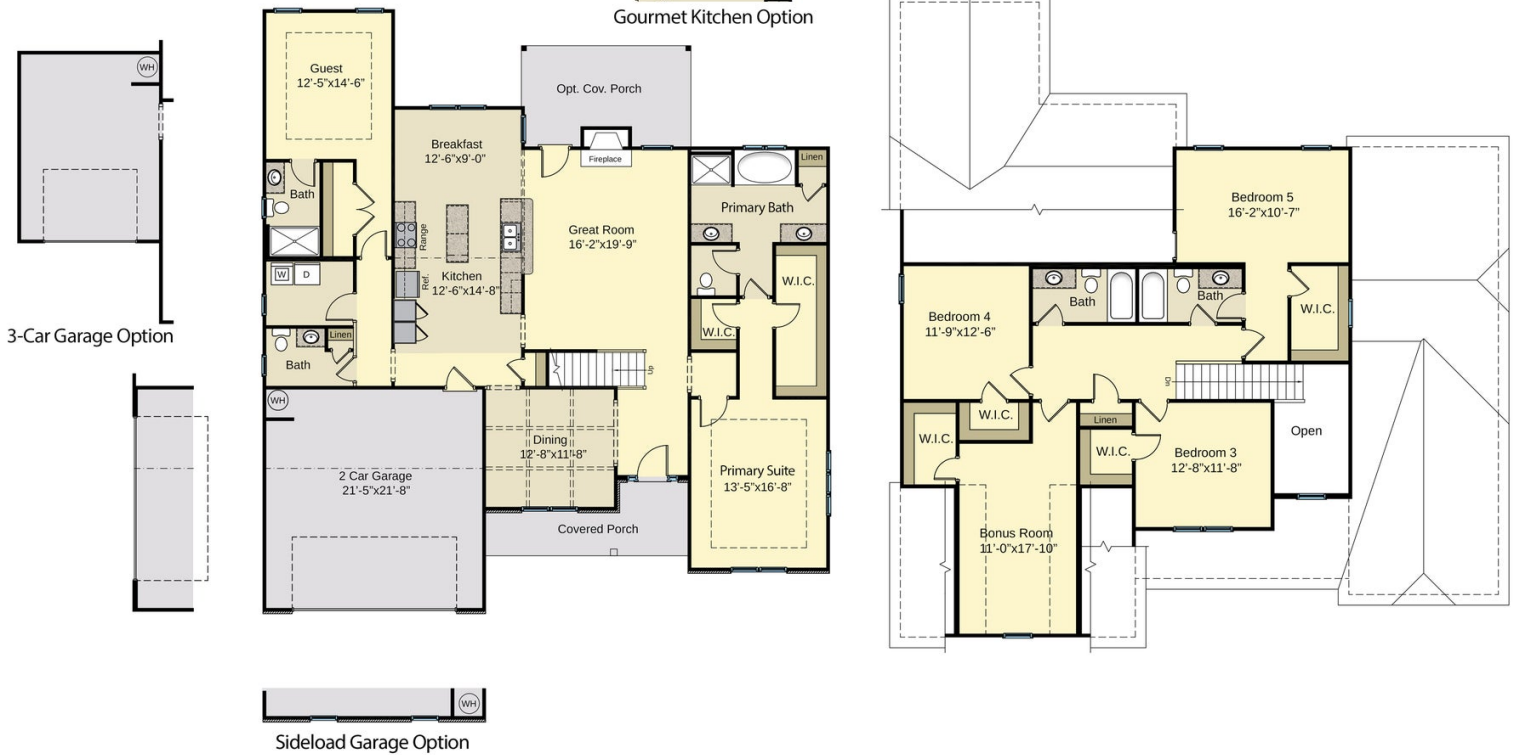 Gourmet Kitchen Option
WH
3-Car Garage Option
Guest
12'-5"x14'-6"
Opt. Cov. Porch
Breakfast
12'-6"x9'-0"
Fireplace
Linen
Bath
Primary Bath
Range
Great Room
16'-2"x19'-9"
W
D
Ref.
Kitchen
12'-6"x14'-8"
W.I.C.
W.I.C.
Linen
Bath
Up
WH
Dining
12'-8"x11'-8"
2 Car Garage
21'-5"x21'-8"
Primary Suite
13'-5"x16'-8"
Covered Porch
WH
Sideload Garage Option
Bedroom 5
16'-2"x10'-7"
Bedroom 4
11'-9"x12'-6"
Bath
Bath
W.I.C.
Dn
W.I.C.
W.I.C.
Linen
W.I.C.
Bedroom 3
12'-8"x11'-8"
Open
Bonus Room
11'-0"x17'-10"